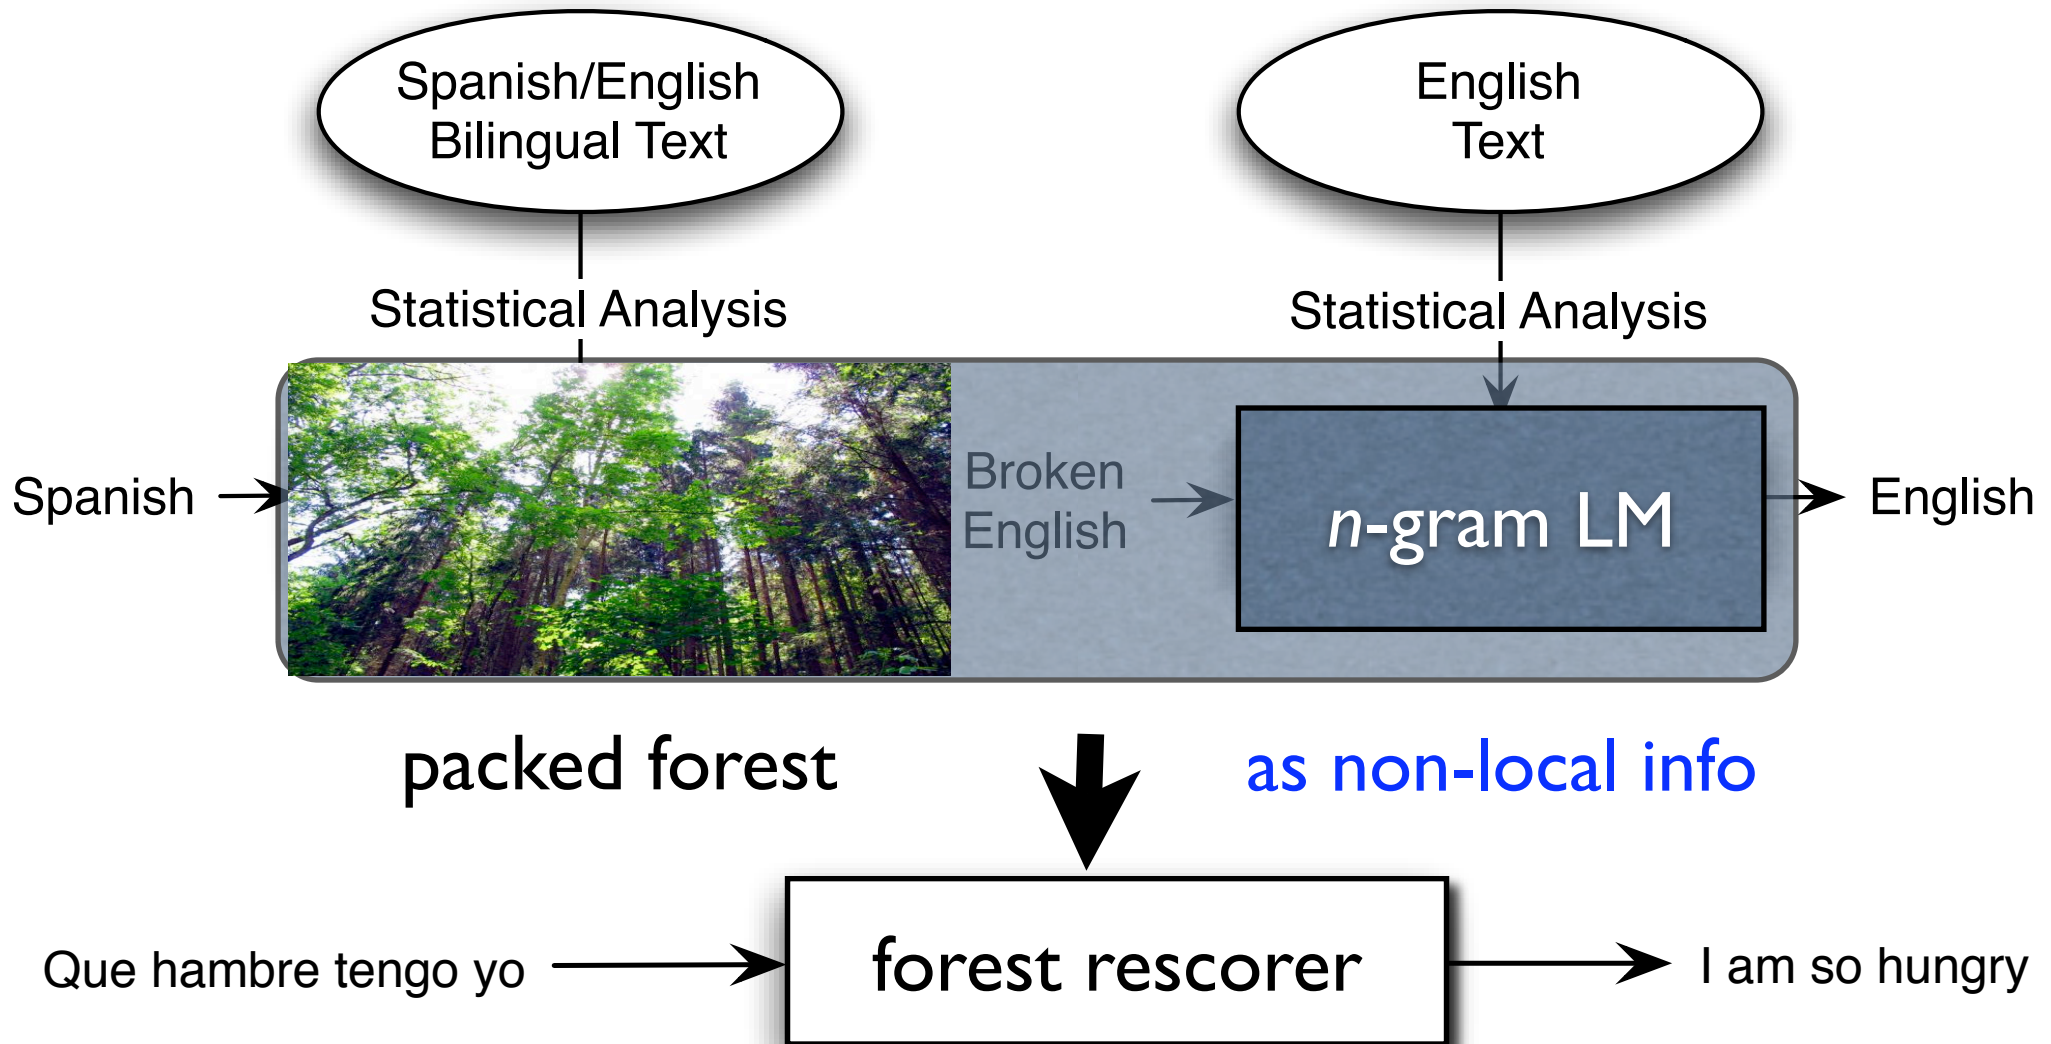 Spanish/English
Bilingual Text
English
Text
Statistical Analysis
Statistical Analysis
Spanish
Broken
English
n-gram LM
English
packed forest
as non-local info
Que hambre tengo yo
forest rescorer
I am so hungry